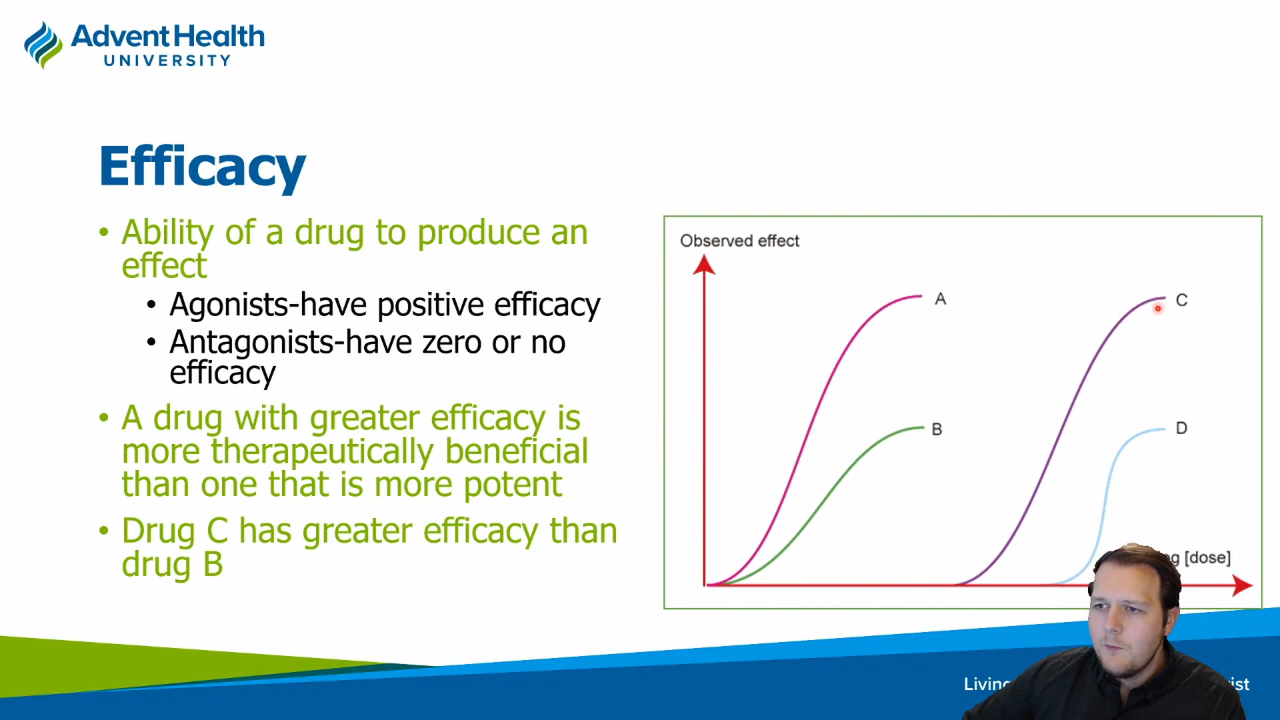 Advent Health
UNIVERSITY
Efficacy
• Ability of a drug to produce an
effect
• Agonists-have positive efficacy
• Antagonists-have zero or no
efficacy
• A drug with greater efficacy is
more therapeutically beneficial
than one that is more potent
• Drug C has greater efficacy than
drug B
Observed effect
A
C
B
D
[dose]